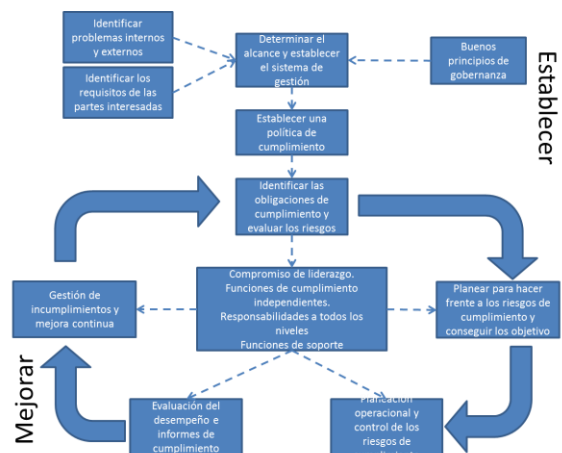 Identificar
problemas internos
y externos
Identificar los
requisitos de las
partes interesadas
Determinar el
alcance y establecer
el sistema de
gestión
Buenos
principios de
gobernanza
Establecer
Establecer una
política de
cumplimiento
Identificar las
obligaciones de
cumplimiento y
evaluar los riesgos
Compromiso de liderazgo.
Funciones de cumplimiento
independientes.
Responsabilidades a todos los
niveles
Funciones de soporte
Gestión de
incumplimientos y
mejora continua
Planear para hacer
frente a los riesgos de
cumplimiento y
conseguir los objetivo
Mejorar
Evaluación del
desempeño e
informes de
cumplimiento
Planeación
operacional y
control de los
riesgos de